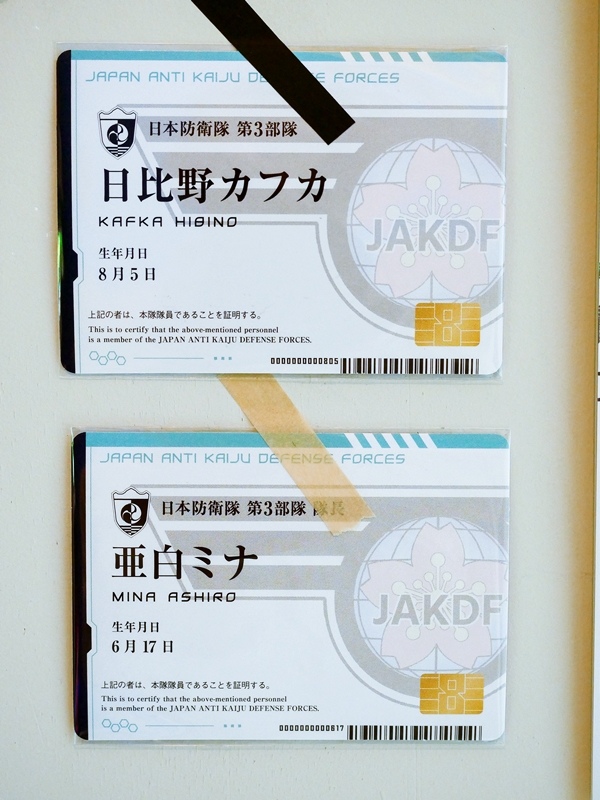 JAPAN ANTI KAIJU DEFENSE FORCES
日本防衛隊 第3部隊
日比野カフカ
KAFKA HIBINO
JAKDF
生年月日
8月5日
上記の者は、本隊隊員であることを証明する。
This is to certify that the above-mentioned personnel
is a member of the JAPAN ANTI KAIJU DEFENSE FORCES.
JAPAN ANTI KAIJU DEFENSE FORCES
日本防衛隊 第3部隊 隊長
亜白ミナ
MINA ASHIRO
JAKDF
生年月日
6月17日
上記の者は、本隊隊員であることを証明する。
This is to certify that the above-mentioned personnel
is a member of the JAPAN ANTI KAIJU DEFENSE FORCES.